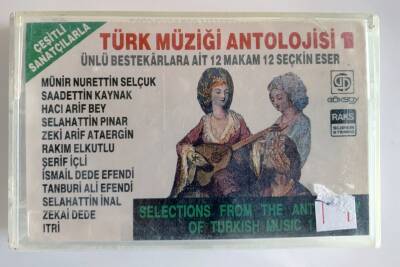 ÇEŞİTLİ
SANATÇILARLA
TÜRK MÜZİĞİ ANTOLOJİSİ 1
ÜNLÜ BESTEKÂRLARA AİT 12 MAKAM 12 SEÇKİN ESER
MÜNİR NURETTİN SELÇUK
SAADETTİN KAYNAK
HACI ARİF BEY
SELAHATTİN PINAR
ZEKİ ARİF ATAERGİN
RAKIM ELKUTLU
ŞERİF İÇLİ
İSMAİL DEDE EFENDİ
TANBURİ ALİ EFENDİ
SELAHATTİN İNAL
ZEKAİ DEDE
ITRİ
GÖKSOY
RAKS
SUPER
STEREO
SELECTIONS FROM THE
OF TURKISH MUSIC